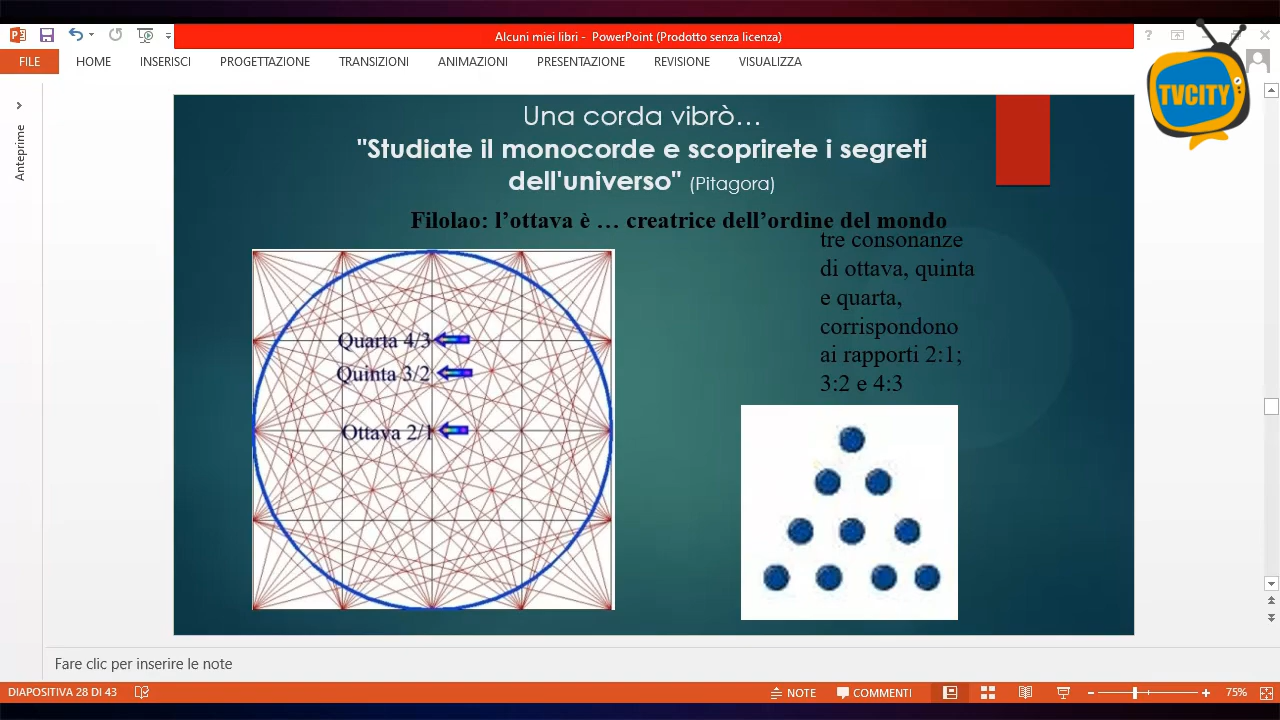 Alcuni miei libri - PowerPoint (Prodotto senza licenza)
?
FILE HOME INSERISCI PROGETTAZIONE TRANSIZIONI ANIMAZIONI PRESENTAZIONE REVISIONE VISUALIZZA
TVCITY
Anteprime
Una corda vibrò…
"Studiate il monocorde e scoprirete i segreti
dell'universo" (Pitagora)
Filolao: l’ottava è … creatrice dell’ordine del mondo
tre consonanze
di ottava, quinta
e quarta,
corrispondono
ai rapporti 2:1;
3:2 e 4:3
Quarta 4/3
Quinta 3/2
Ottava 2/1
Fare clic per inserire le note
DIAPOSITIVA 28 DI 43 NOTE COMMENTI 75%